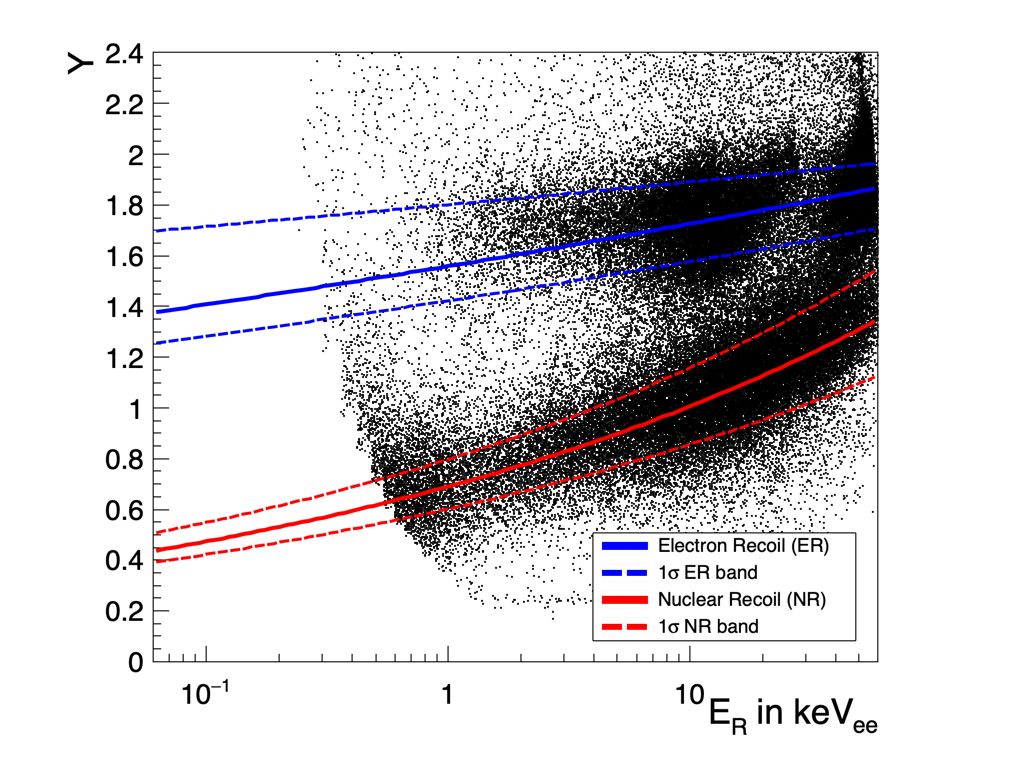 Y
2.4
2.2
2
1.8
1.6
1.4
1.2
1
0.8
0.6
0.4
0.2
0
Electron Recoil (ER)
1σ ER band
Nuclear Recoil (NR)
1σ NR band
10⁻¹ 1 10
E_R in keV_ee